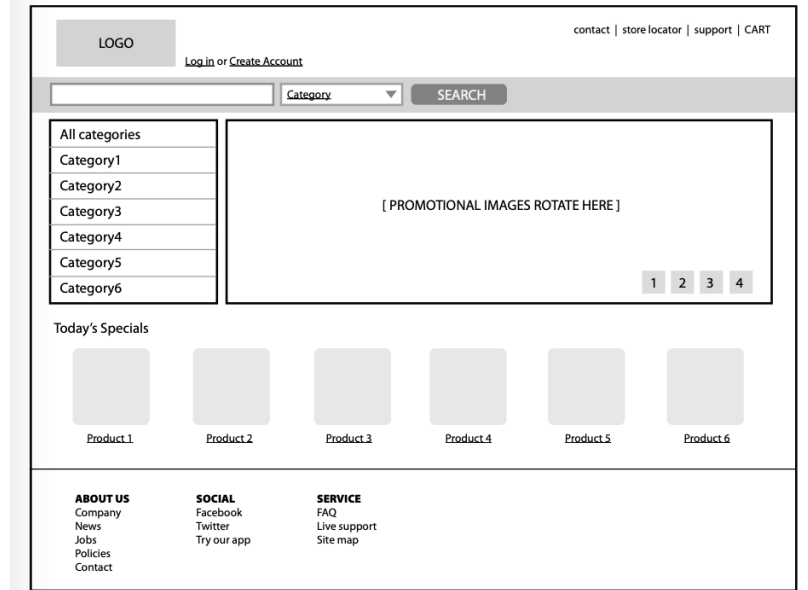 LOGO
contact | store locator | support | CART
Log in or Create Account
Category
SEARCH
All categories
Category1
Category2
Category3
Category4
Category5
Category6
[ PROMOTIONAL IMAGES ROTATE HERE ]
1 2 3 4
Today's Specials
Product 1 Product 2 Product 3 Product 4 Product 5 Product 6
ABOUT US
Company
News
Jobs
Policies
Contact
SOCIAL
Facebook
Twitter
Try our app
SERVICE
FAQ
Live support
Site map